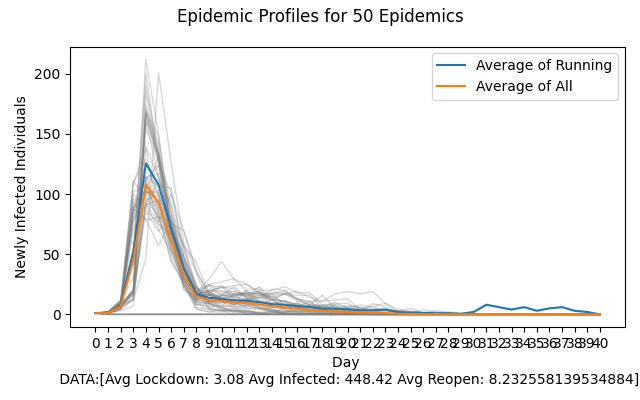 Epidemic Profiles for 50 Epidemics
Average of Running
Average of All
Newly Infected Individuals
200
150
100
50
0
0 1 2 3 4 5 6 7 8 9 10 11 12 13 14 15 16 17 18 19 20 21 22 23 24 25 26 27 28 29 30 31 32 33 34 35 36 37 38 39 40
Day
DATA:[Avg Lockdown: 3.08 Avg Infected: 448.42 Avg Reopen: 8.232558139534884]